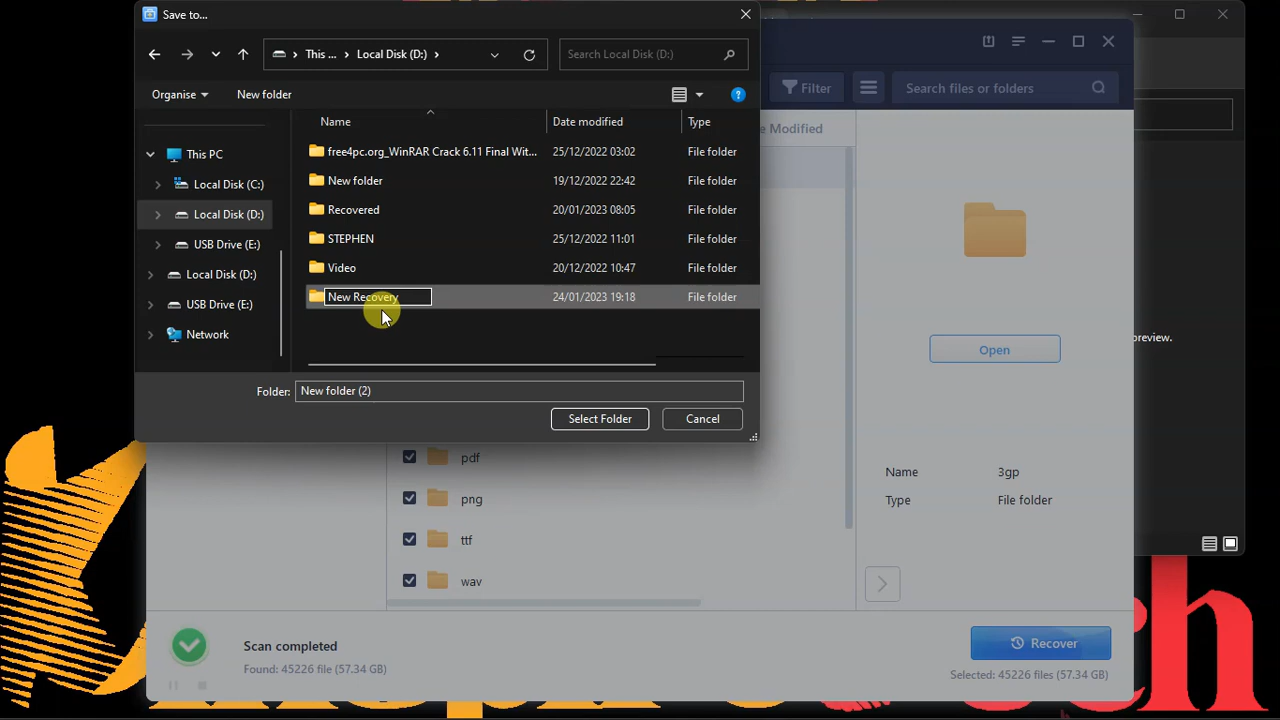 Save to...
This ... > Local Disk (D:) >
Search Local Disk (D:)
Organise
New folder
Name
Date modified
Type
This PC
Local Disk (C:)
Local Disk (D:)
USB Drive (E:)
Local Disk (D:)
USB Drive (E:)
Network
free4pc.org_WinRAR Crack 6.11 Final Wit... 25/12/2022 03:02 File folder
New folder 19/12/2022 22:42 File folder
Recovered 20/01/2023 08:05 File folder
STEPHEN 25/12/2022 11:01 File folder
Video 20/12/2022 10:47 File folder
New Recovery 24/01/2023 19:18 File folder
Folder: New folder (2)
Select Folder
Cancel
Filter
Search files or folders
e Modified
Open
Name 3gp
Type File folder
preview.
pdf
png
ttf
wav
Scan completed
Found: 45226 file (57.34 GB)
Recover
Selected: 45226 files (57.34 GB)
ch